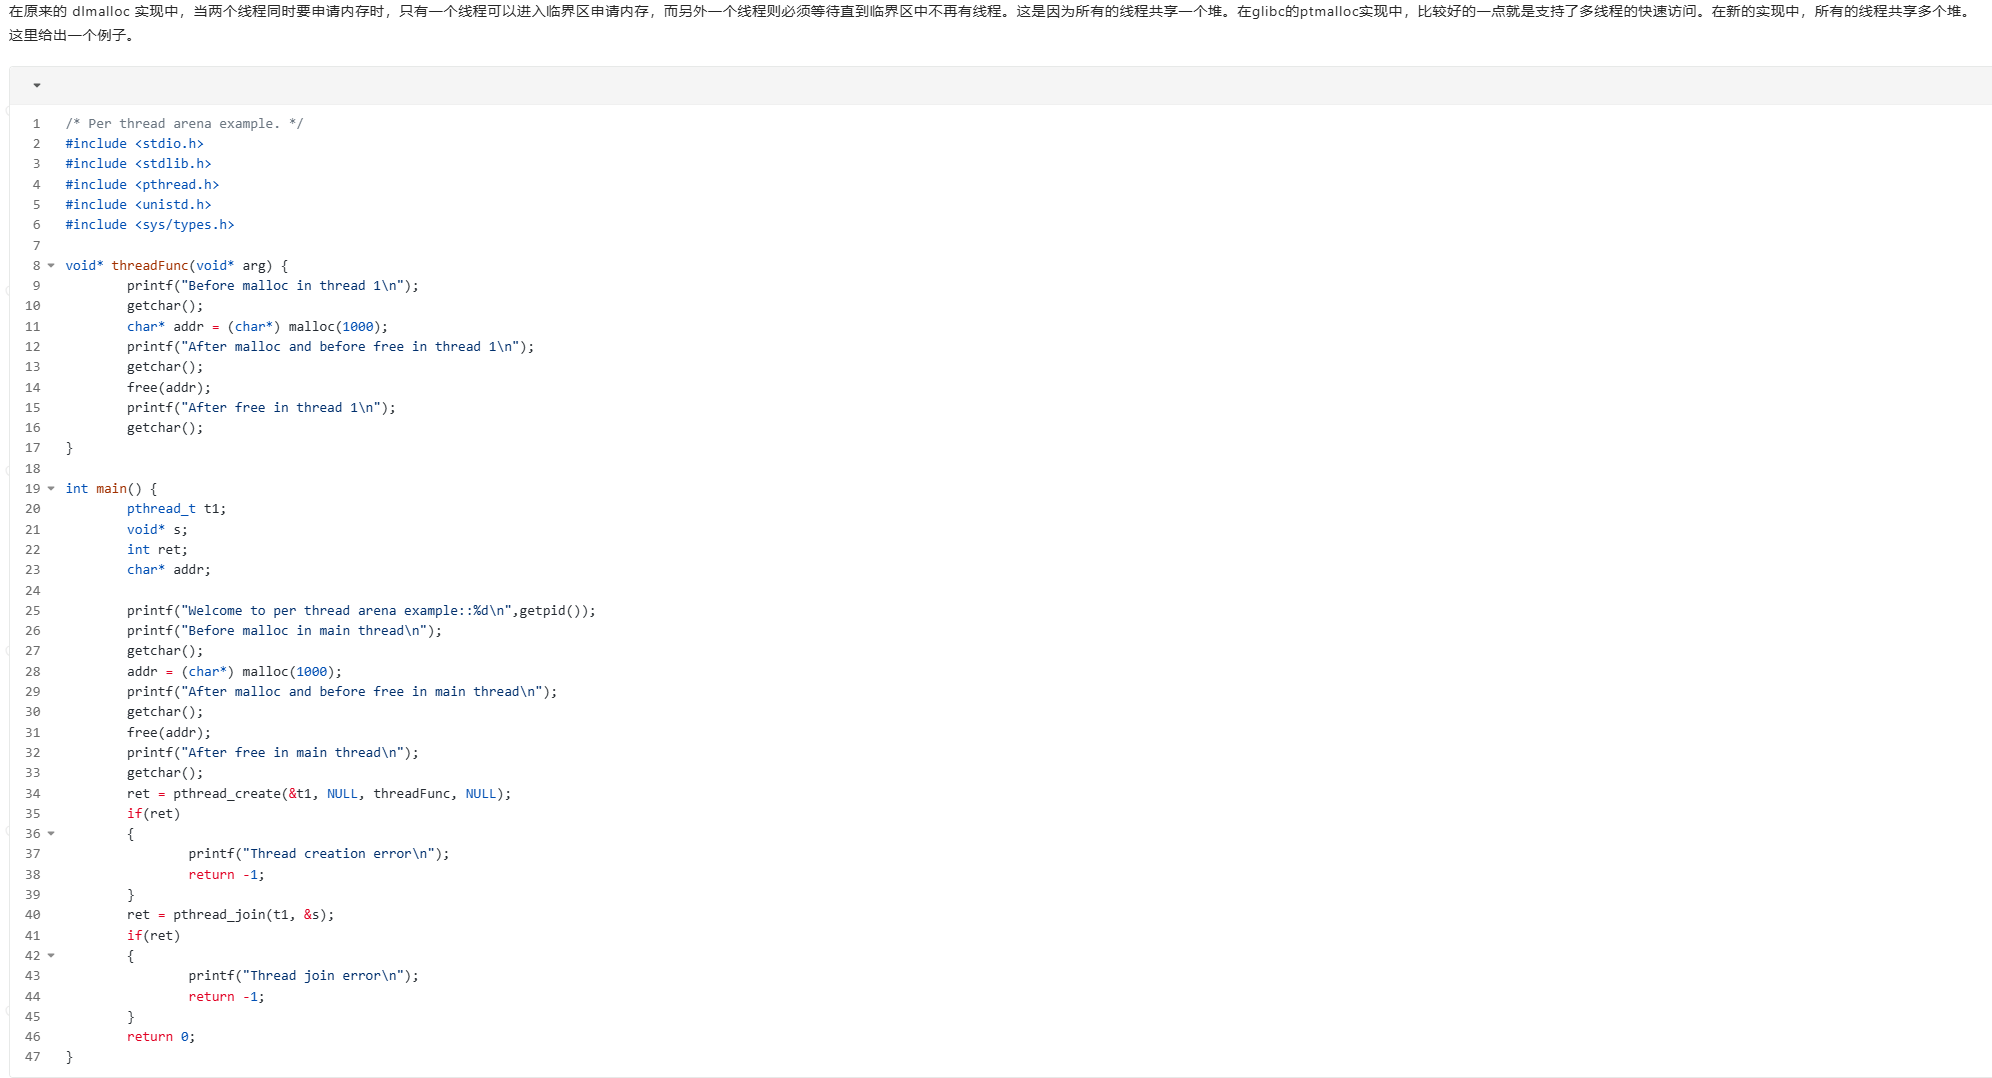 在原来的 dlmalloc 实现中，当两个线程同时要申请内存时，只有一个线程可以进入临界区申请内存，而另外一个线程则必须等待直到临界区中不再有线程。这是因为所有的线程共享一个堆。在glibc的ptmalloc实现中，比较好的一点就是支持了多线程的快速访问。在新的实现中，所有的线程共享多个堆。
这里给出一个例子。
1 /* Per thread arena example. */
2 #include <stdio.h>
3 #include <stdlib.h>
4 #include <pthread.h>
5 #include <unistd.h>
6 #include <sys/types.h>
7
8 void* threadFunc(void* arg) {
9         printf("Before malloc in thread 1\n");
10         getchar();
11         char* addr = (char*) malloc(1000);
12         printf("After malloc and before free in thread 1\n");
13         getchar();
14         free(addr);
15         printf("After free in thread 1\n");
16         getchar();
17 }
18
19 int main() {
20         pthread_t t1;
21         void* s;
22         int ret;
23         char* addr;
24
25         printf("Welcome to per thread arena example::%d\n",getpid());
26         printf("Before malloc in main thread\n");
27         getchar();
28         addr = (char*) malloc(1000);
29         printf("After malloc and before free in main thread\n");
30         getchar();
31         free(addr);
32         printf("After free in main thread\n");
33         getchar();
34         ret = pthread_create(&t1, NULL, threadFunc, NULL);
35         if(ret)
36         {
37                 printf("Thread creation error\n");
38                 return -1;
39         }
40         ret = pthread_join(t1, &s);
41         if(ret)
42         {
43                 printf("Thread join error\n");
44                 return -1;
45         }
46         return 0;
47 }